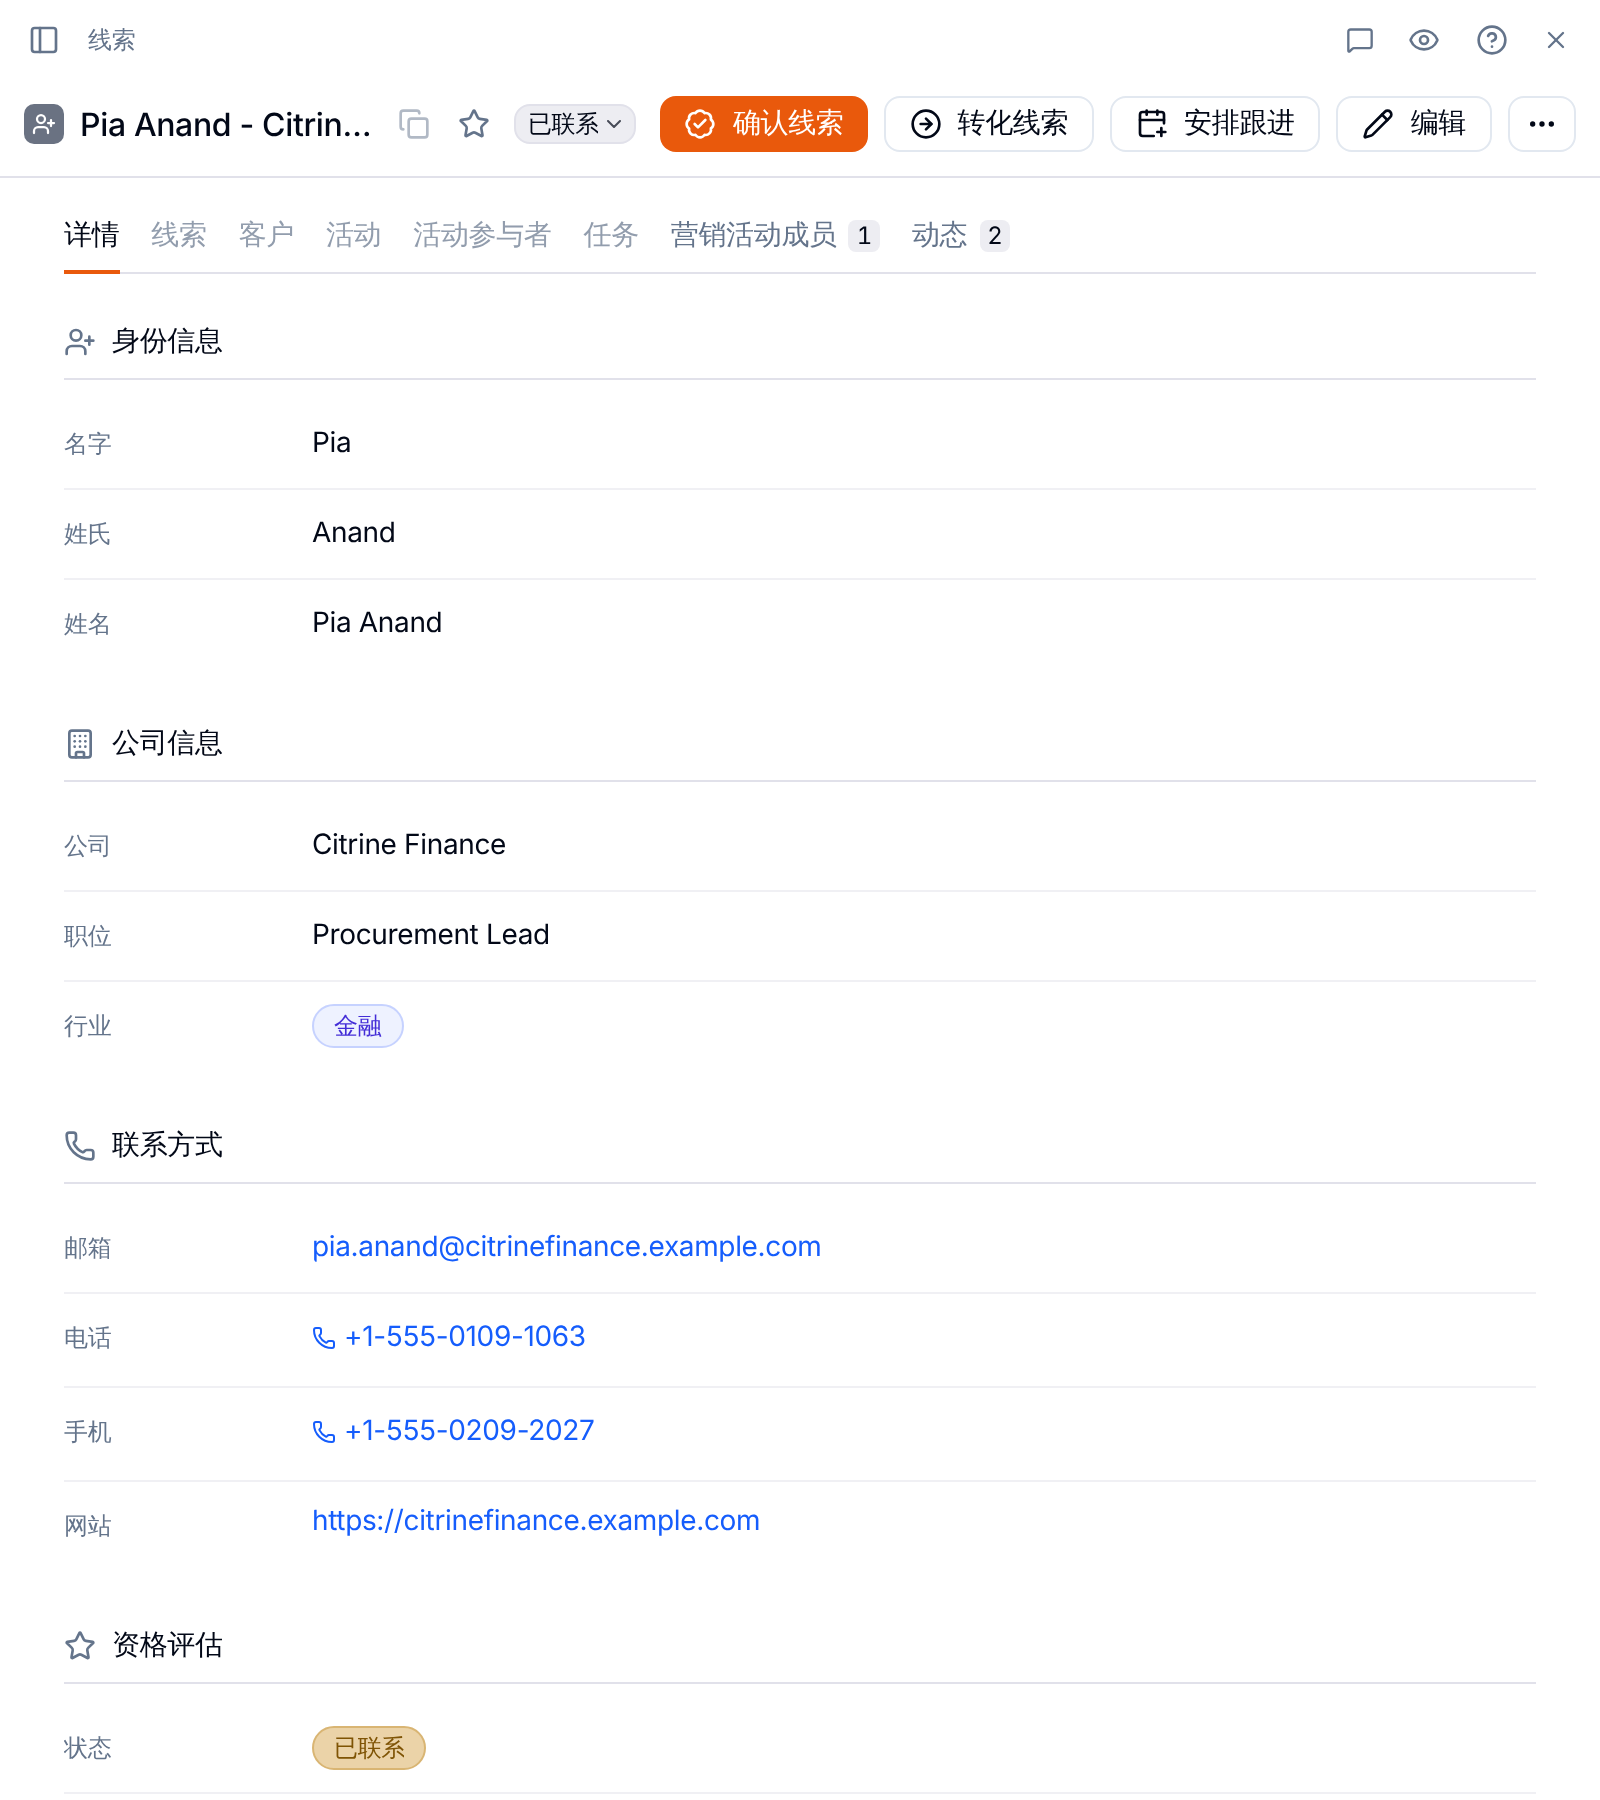 线索
Pia Anand - Citrin... 已联系 确认线索 转化线索 安排跟进 编辑
详情 线索 客户 活动 活动参与者 任务 营销活动成员 1 动态 2
身份信息
名字 Pia
姓氏 Anand
姓名 Pia Anand
公司信息
公司 Citrine Finance
职位 Procurement Lead
行业 金融
联系方式
邮箱 pia.anand@citrinefinance.example.com
电话 +1-555-0109-1063
手机 +1-555-0209-2027
网站 https://citrinefinance.example.com
资格评估
状态 已联系